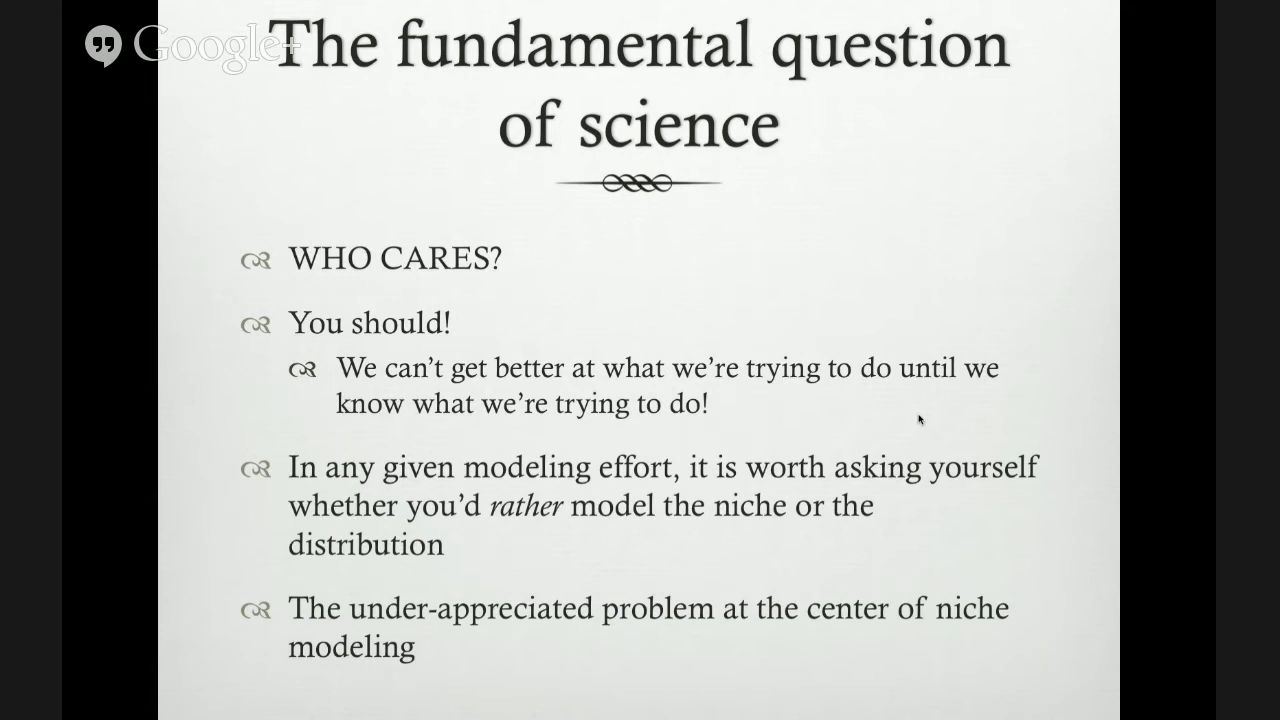 Google+
The fundamental question
of science
WHO CARES?
You should!
We can’t get better at what we’re trying to do until we
know what we’re trying to do!
In any given modeling effort, it is worth asking yourself
whether you’d rather model the niche or the
distribution
The under-appreciated problem at the center of niche
modeling